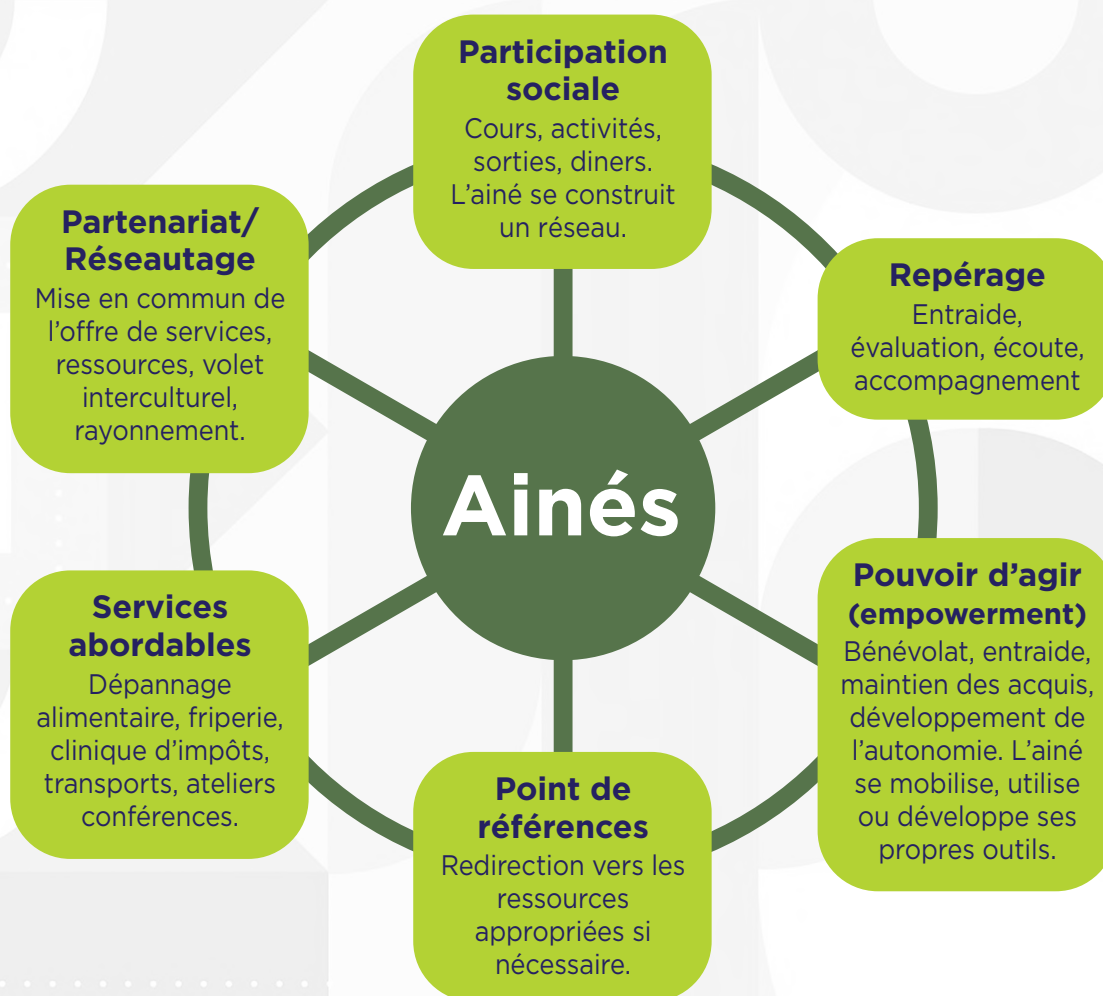 Participation
sociale
Cours, activités,
sorties, diners.
L'ainé se construit
un réseau.
Repérage
Entraide,
évaluation, écoute,
accompagnement
Pouvoir d'agir
(empowerment)
Bénévolat, entraide,
maintien des acquis,
développement de
l'autonomie. L'ainé
se mobilise, utilise
ou développe ses
propres outils.
Point de
références
Redirection vers les
ressources
appropriées si
nécessaire.
Services
abordables
Dépannage
alimentaire, friperie,
clinique d'impôts,
transports, ateliers
conférences.
Partenariat/
Réseautage
Mise en commun de
l'offre de services,
ressources, volet
interculturel,
rayonnement.
Ainés